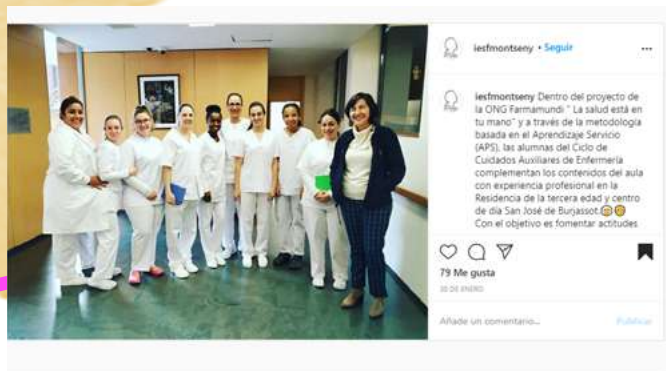 iesfmontseny • Seguir
iesfmontseny Dentro del proyecto de
la ONG Farmamundi " La salud está en
tu mano" y a través de la metodología
basada en el Aprendizaje Servicio
(APS), las alumnas del Ciclo de
Cuidados Auxiliares de Enfermería
complementan los contenidos del aula
con experiencia profesional en la
Residencia de la tercera edad y centro
de día San José de Burjassot.👵👴
Con el objetivo es fomentar actitudes
79 Me gusta
30 DE ENERO
Añade un comentario...
Publicar